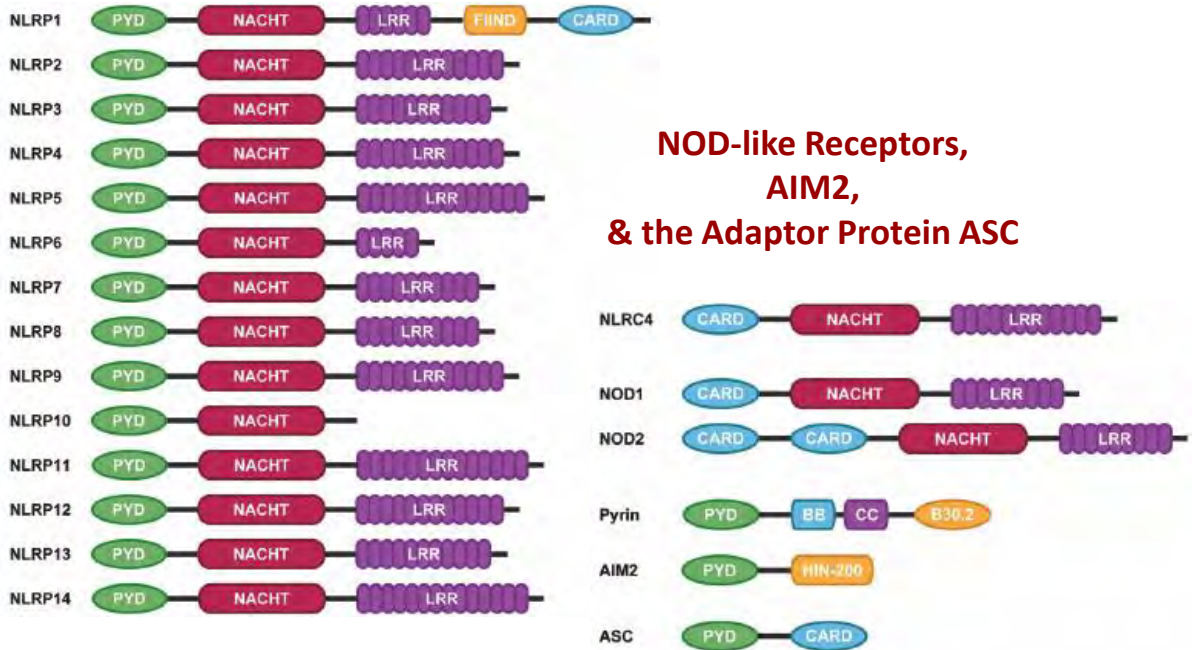 NLRP1 PYD NACHT LRR FIIND CARD
NLRP2 PYD NACHT LRR
NLRP3 PYD NACHT LRR
NLRP4 PYD NACHT LRR
NLRP5 PYD NACHT LRR
NLRP6 PYD NACHT LRR
NLRP7 PYD NACHT LRR
NLRP8 PYD NACHT LRR
NLRP9 PYD NACHT LRR
NLRP10 PYD NACHT
NLRP11 PYD NACHT LRR
NLRP12 PYD NACHT LRR
NLRP13 PYD NACHT LRR
NLRP14 PYD NACHT LRR
NOD-like Receptors,
AIM2,
& the Adaptor Protein ASC
NLRC4 CARD NACHT LRR
NOD1 CARD NACHT LRR
NOD2 CARD CARD NACHT LRR
Pyrin PYD BB CC B30.2
AIM2 PYD HIN-200
ASC PYD CARD